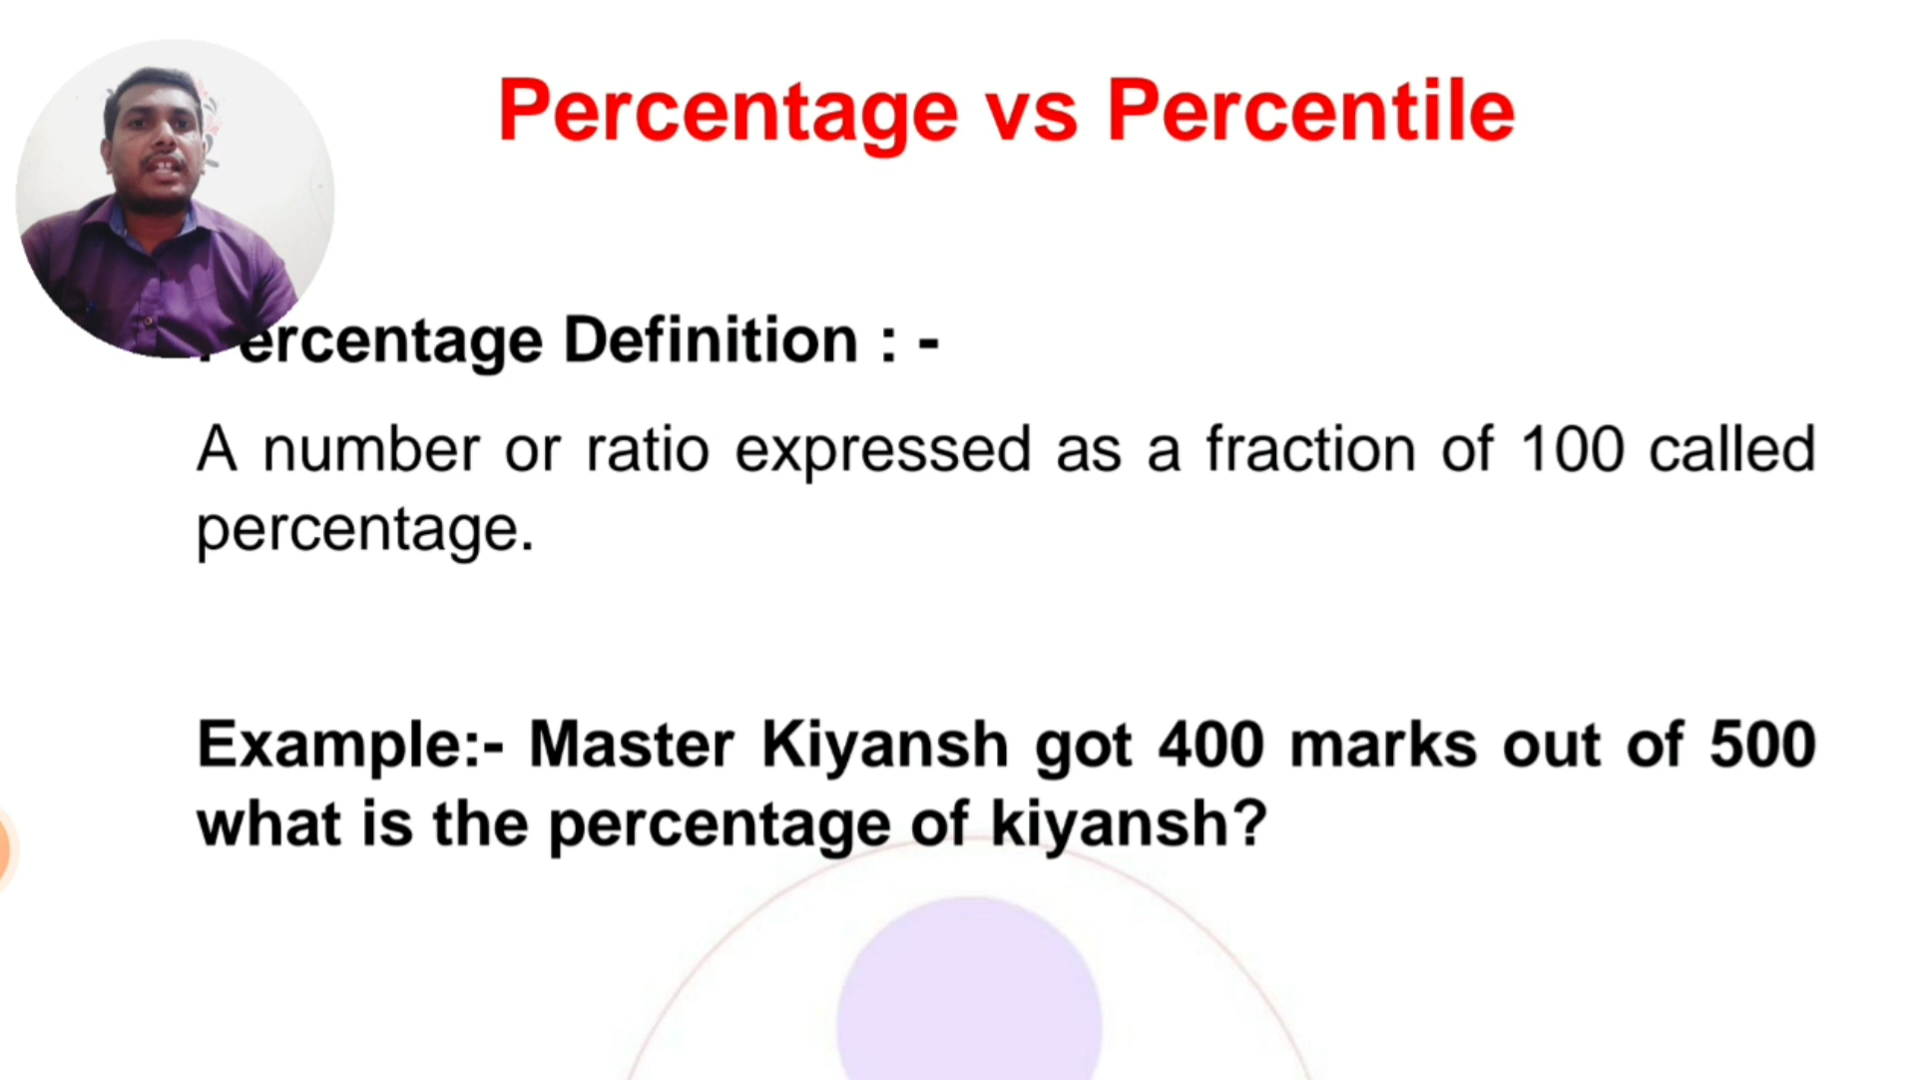 Percentage vs Percentile
Percentage Definition : -
A number or ratio expressed as a fraction of 100 called
percentage.
Example:- Master Kiyansh got 400 marks out of 500
what is the percentage of kiyansh?